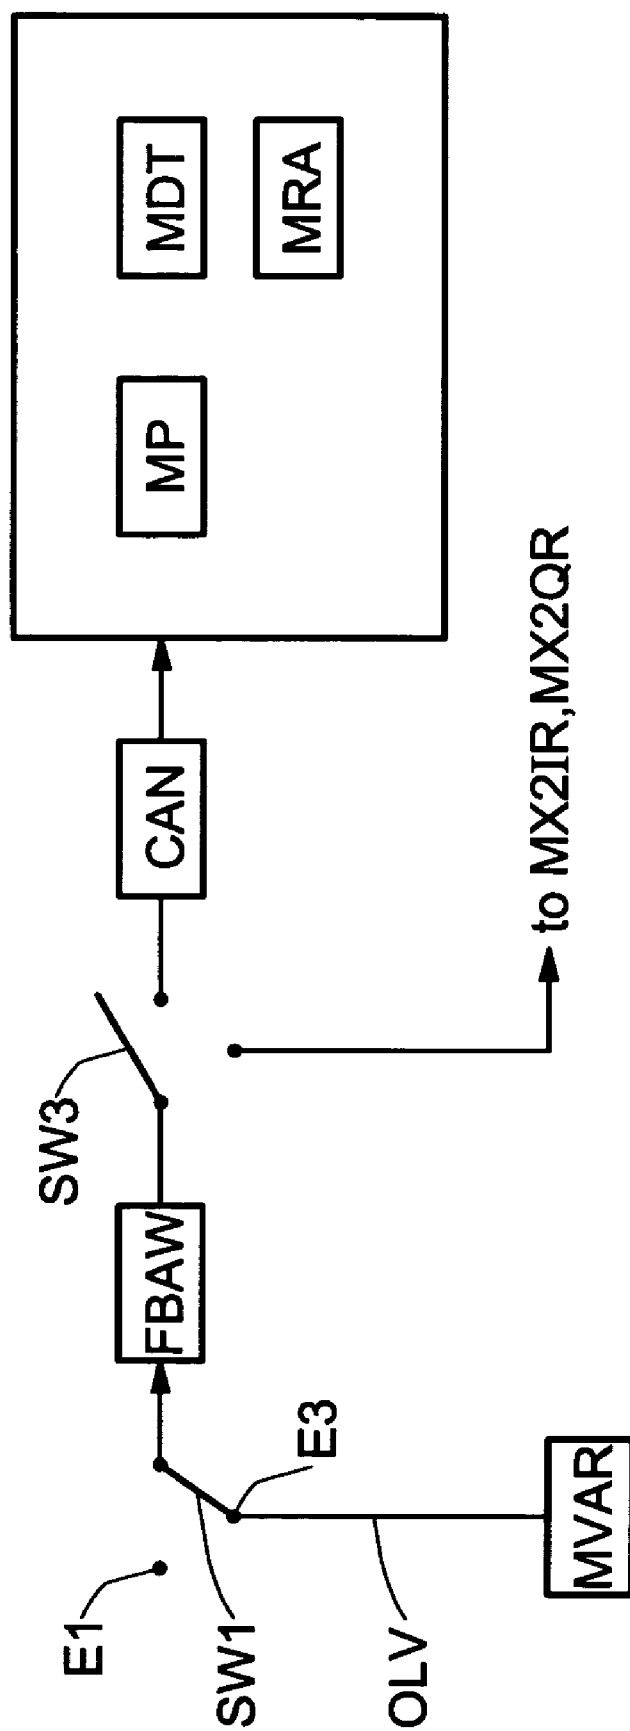 MDT
MRA
MP
CAN
to MX2IR,MX2QR
SW3
FBAW
E3
E1
SW1
OLV
MVAR